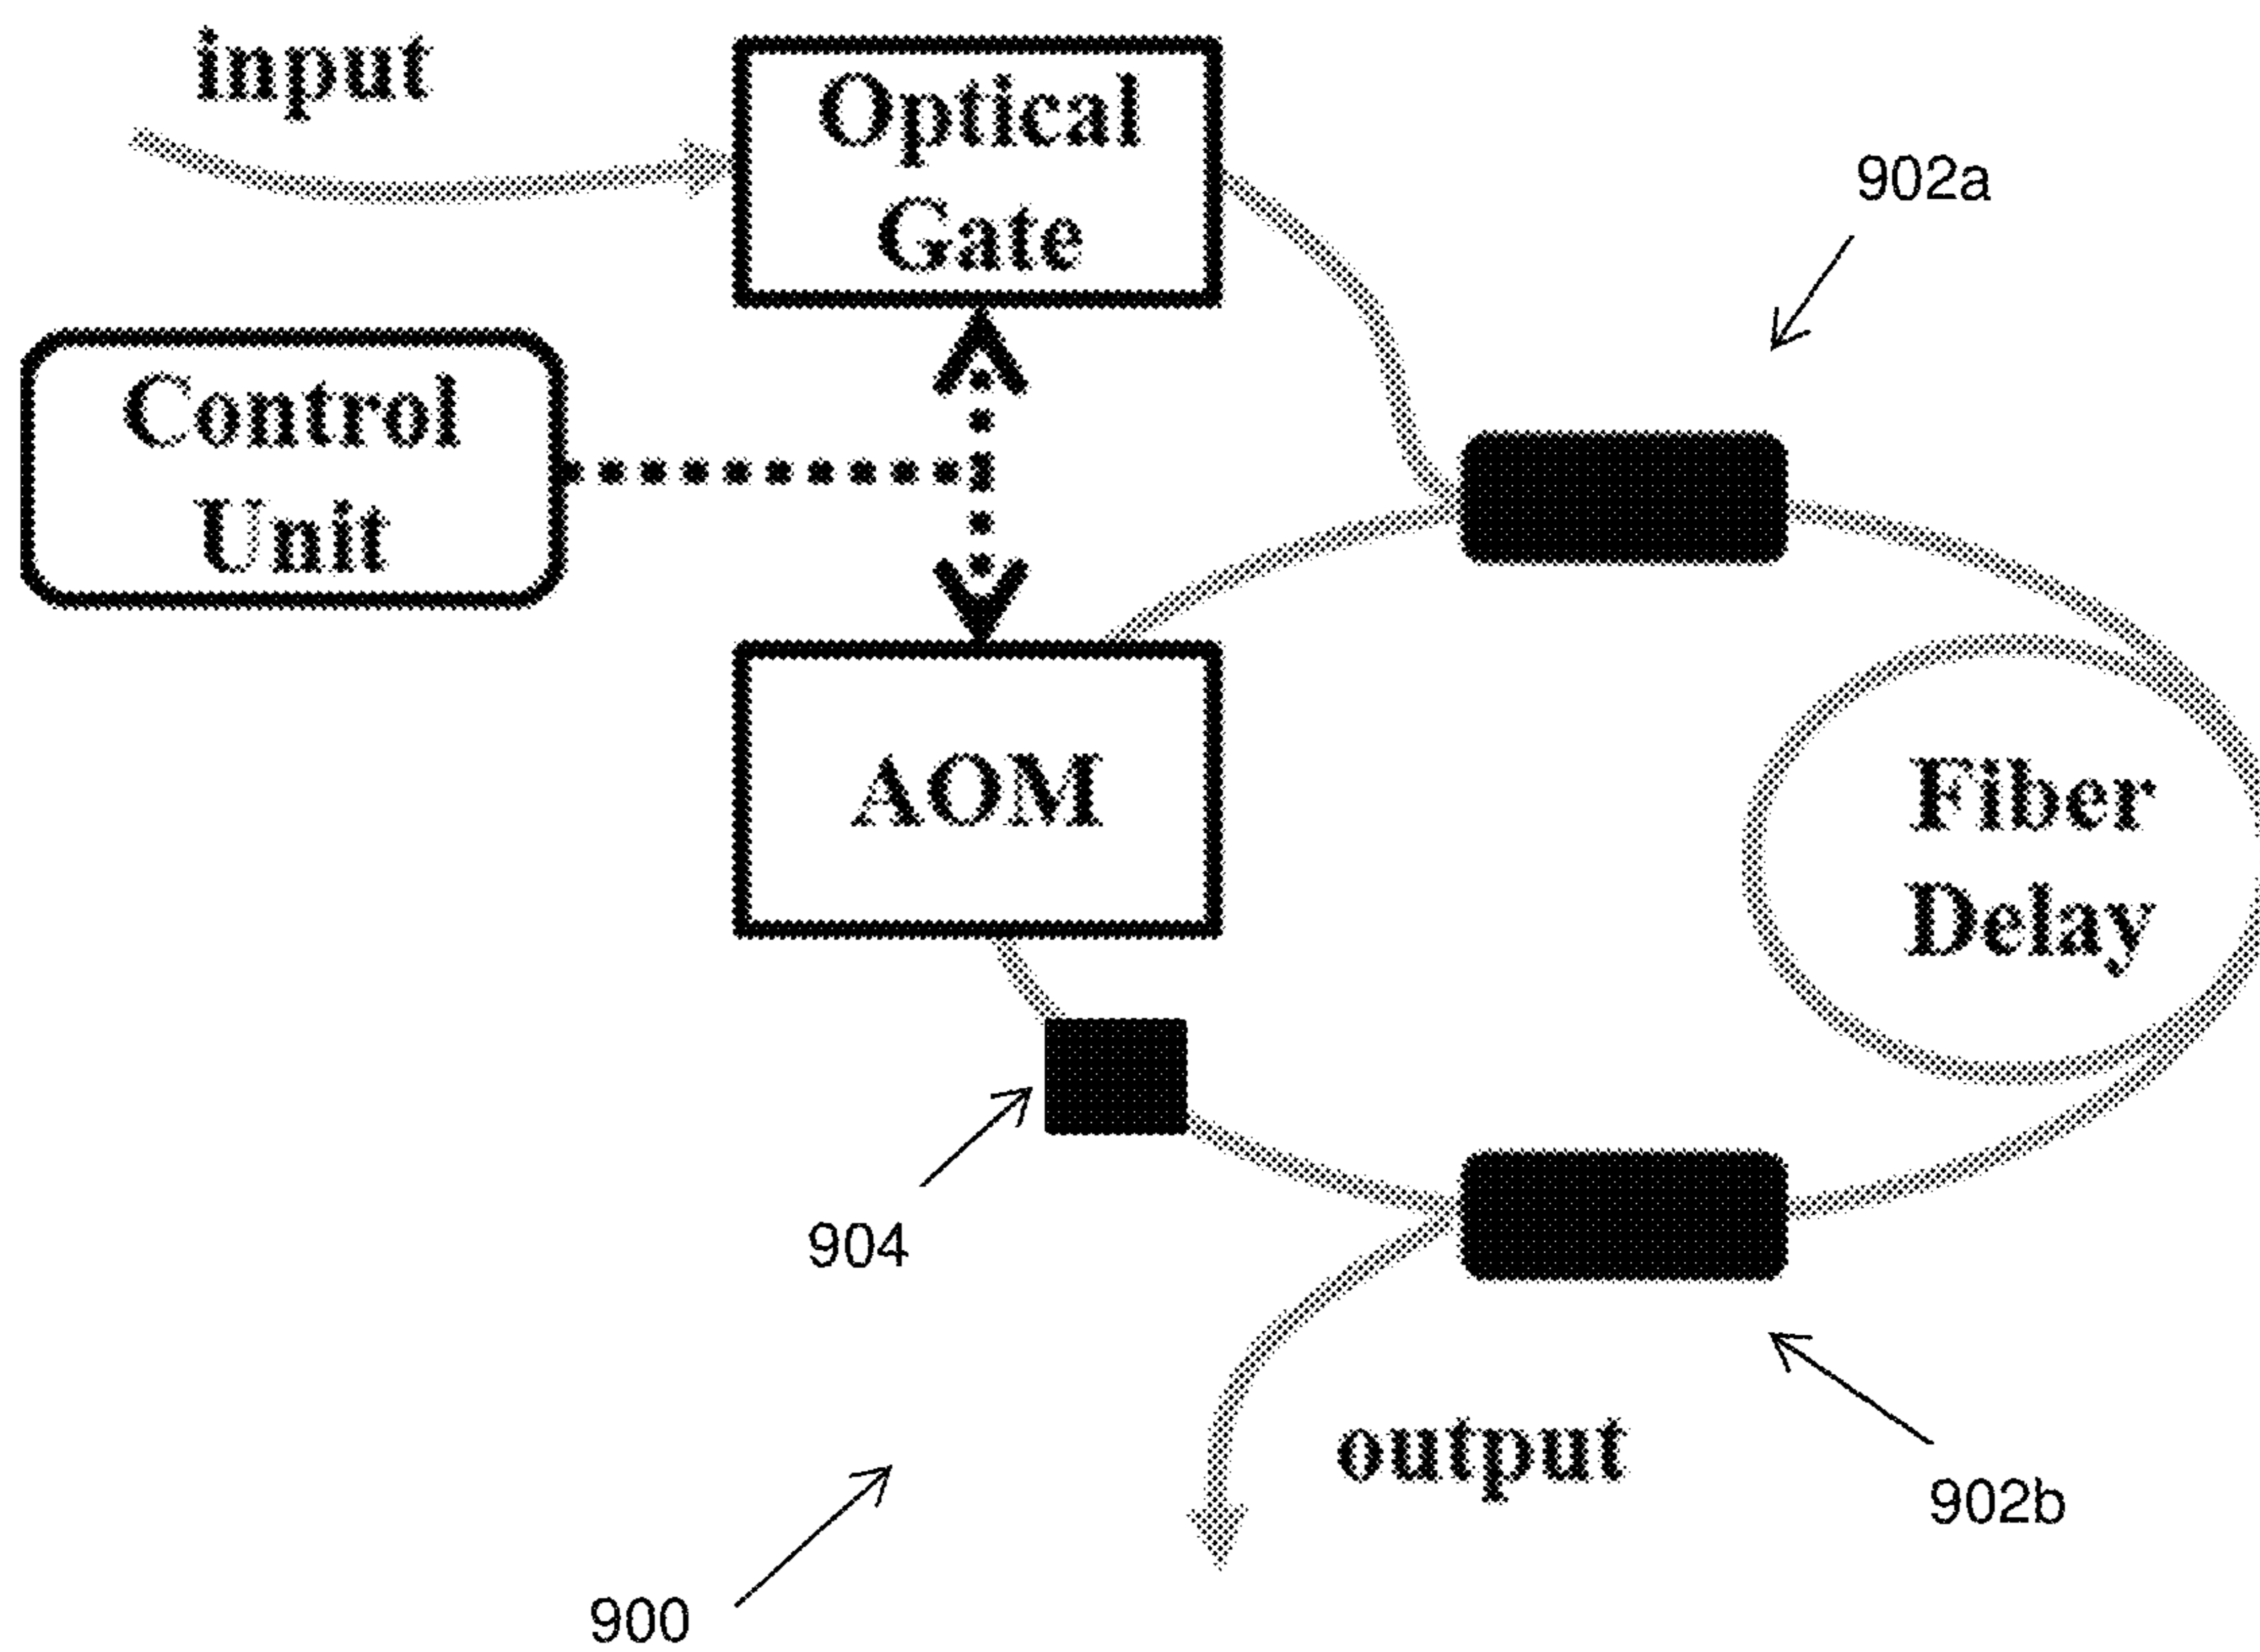 input
Optical
Gate
902a
Control
Unit
AOM
Fiber
Delay
904
output
902b
900